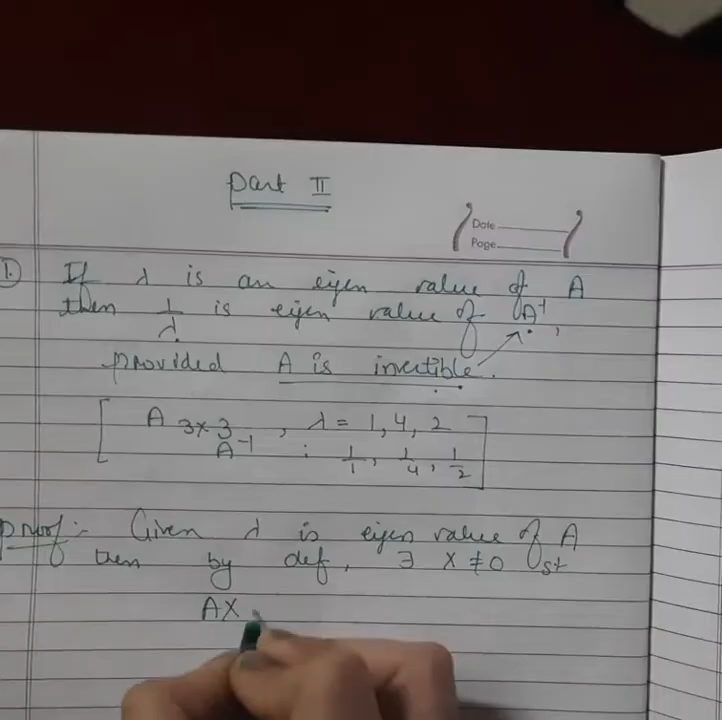 Part II
Date
Page
1. If λ is an eigen value of A
then 1/λ is eigen value of A⁻¹,
provided A is invertible.
[ A 3×3 , λ = 1, 4, 2
A⁻¹ : 1/1, 1/4, 1/2 ]
proof :- Given λ is eigen value of A
then by def, ∃ X ≠ 0 st
AX